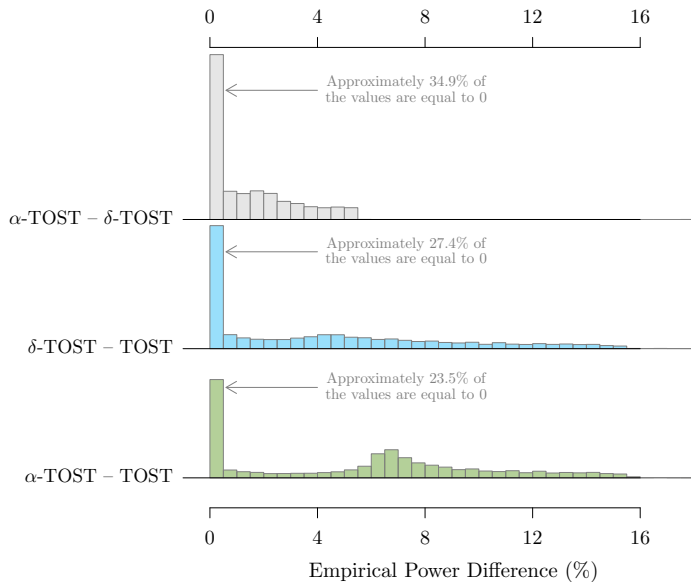 0 4 8 12 16
Approximately 34.9% of
the values are equal to 0
α-TOST – δ-TOST
Approximately 27.4% of
the values are equal to 0
δ-TOST – TOST
Approximately 23.5% of
the values are equal to 0
α-TOST – TOST
0 4 8 12 16
Empirical Power Difference (%)